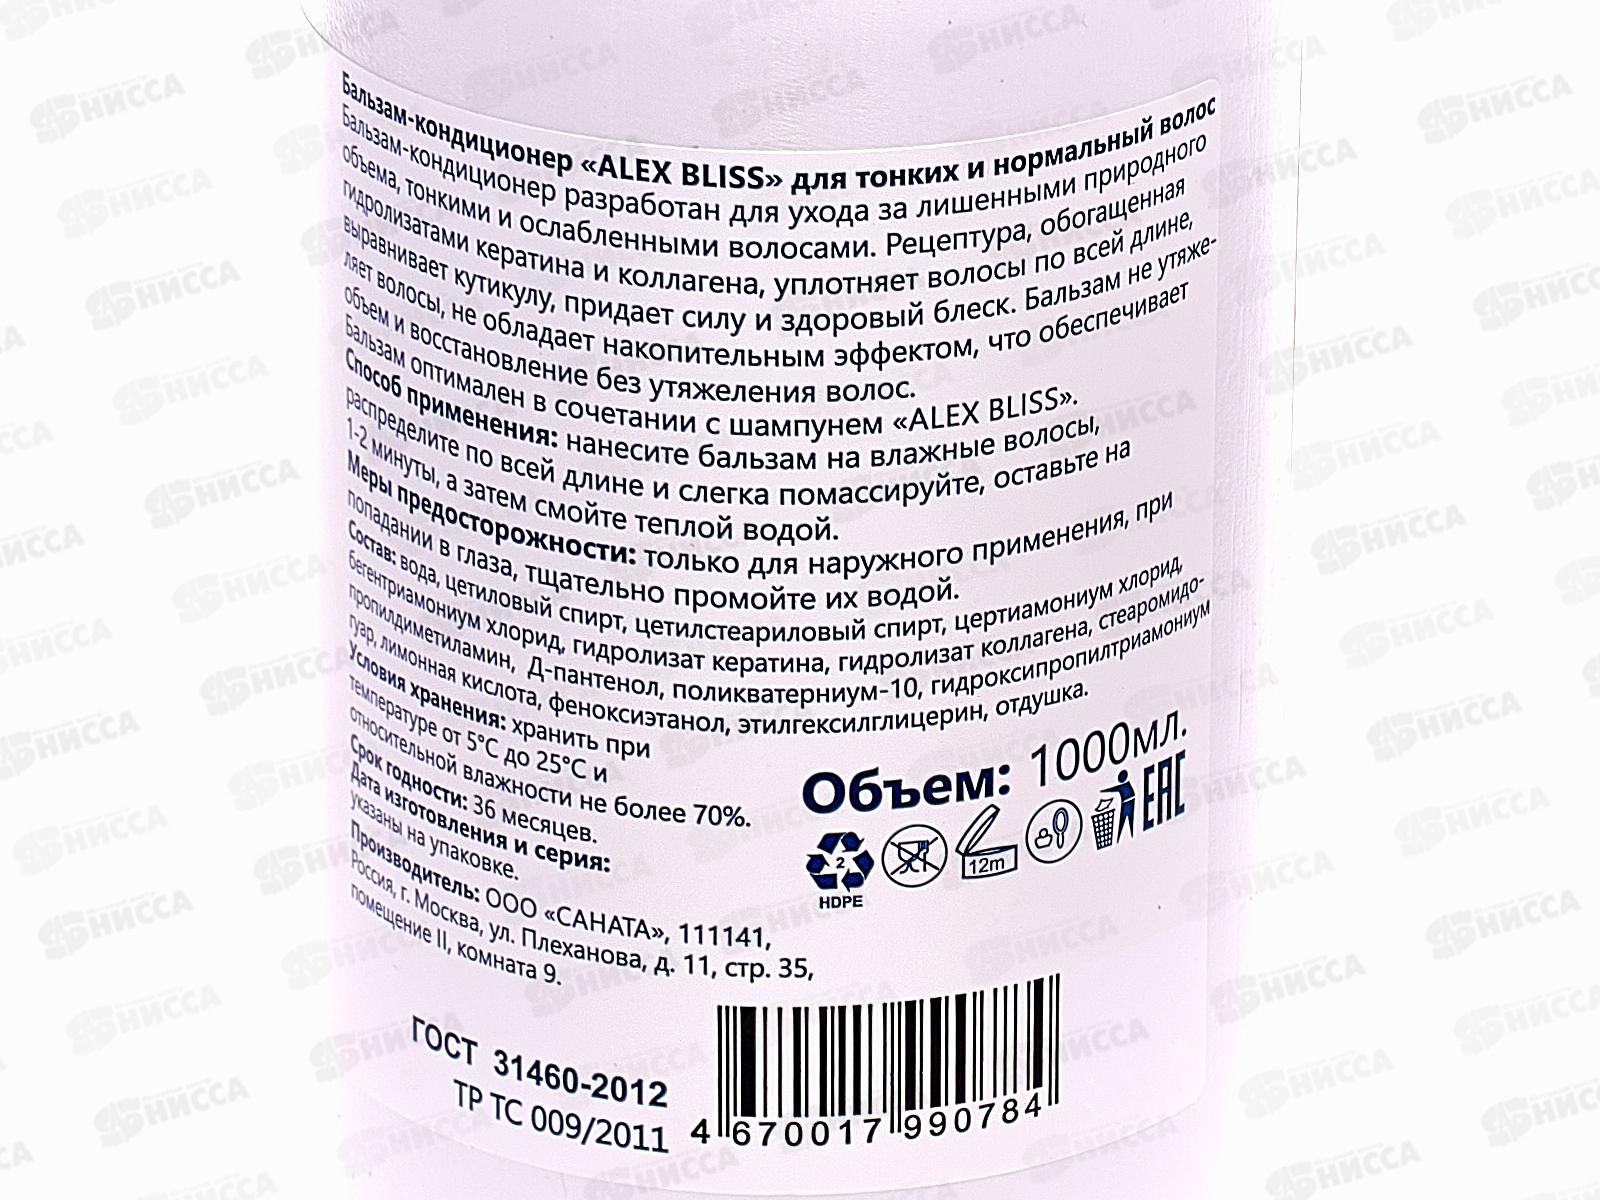 Бальзам-кондиционер «ALEX BLISS» для тонких и нормальный волос
Бальзам-кондиционер разработан для ухода за лишенными природного
объема, тонкими и ослабленными волосами. Рецептура, обогащенная
гидролизатами кератина и коллагена, уплотняет волосы по всей длине,
выравнивает кутикулу, придает силу и здоровый блеск. Бальзам не утяже-
ляет волосы, не обладает накопительным эффектом, что обеспечивает
объем и восстановление без утяжеления волос.
Бальзам оптимален в сочетании с шампунем «ALEX BLISS».
Способ применения: нанесите бальзам на влажные волосы,
распределите по всей длине и слегка помассируйте, оставьте на
1-2 минуты, а затем смойте теплой водой.
Меры предосторожности: только для наружного применения, при
попадании в глаза, тщательно промойте их водой.
Состав: вода, цетиловый спирт, цетилстеариловый спирт, цертиамониум хлорид,
бегентриамониум хлорид, гидролизат кератина, гидролизат коллагена, стеаромидо-
пропилдиметиламин, Д-пантенол, поликватерниум-10, гидроксипропилтриамониум
гуар, лимонная кислота, феноксиэтанол, этилгексилглицерин, отдушка.
Условия хранения: хранить при
температуре от 5°C до 25°C и
относительной влажности не более 70%.
Срок годности: 36 месяцев.
Дата изготовления и серия:
указаны на упаковке.
Производитель: ООО «САНАТА», 111141,
Россия, г. Москва, ул. Плеханова, д. 11, стр. 35,
помещение II, комната 9.
Объем: 1000мл.
2
HDPE
12m
EAC
ГОСТ 31460-2012
ТР ТС 009/2011
4 670017 990784
НИССА